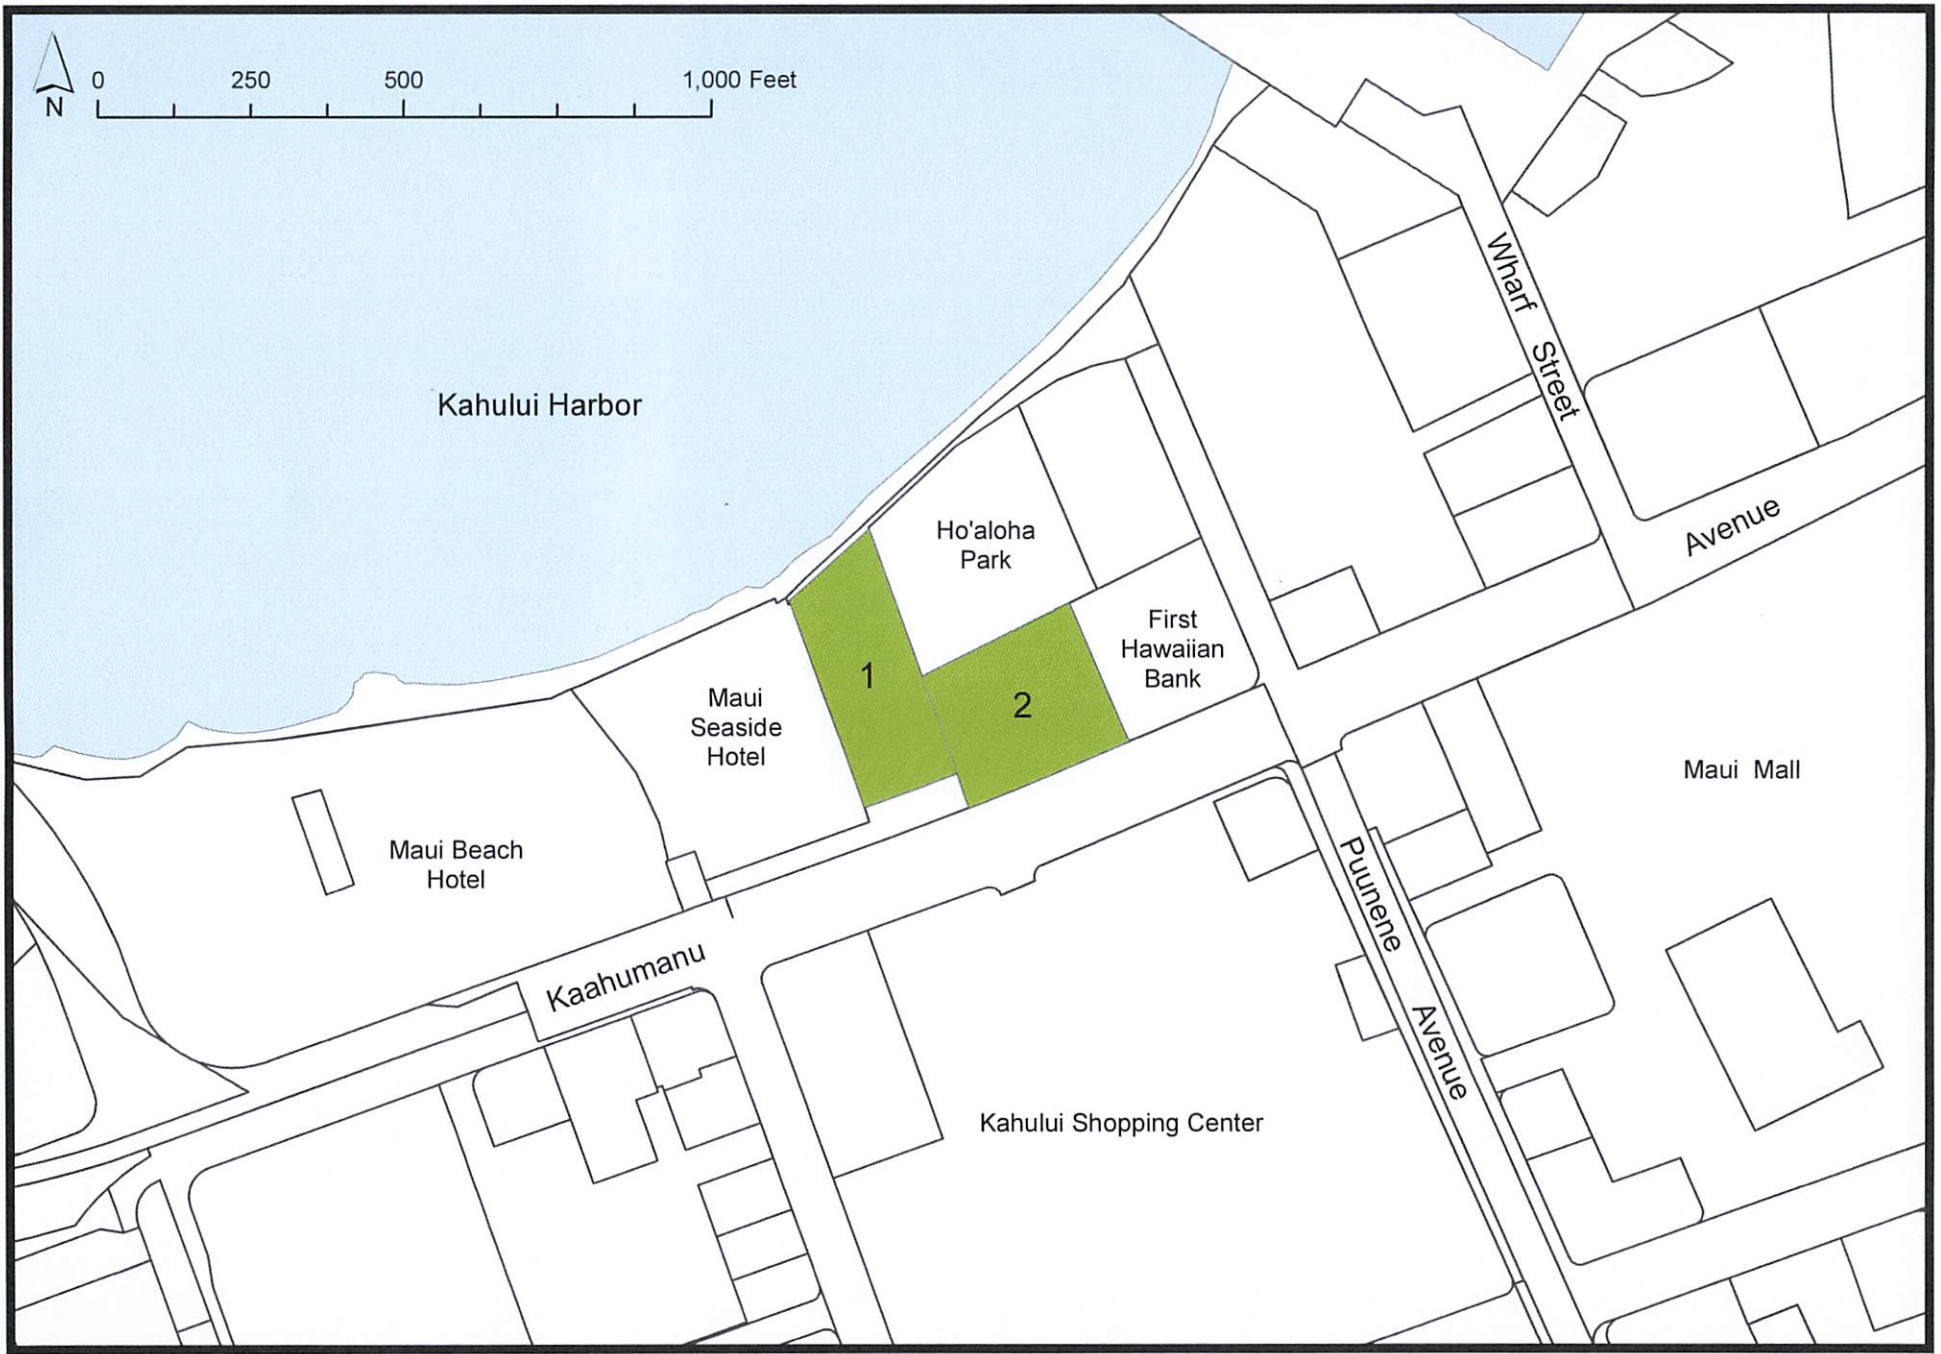 0 250 500 1,000 Feet
N
Wharf Street
Kahului Harbor
Ho'aloha
Park
Avenue
First
Hawaiian
Bank
1
2
Maui
Seaside
Hotel
Maui Mall
Maui Beach
Hotel
Puunene Avenue
Kaahumanu
Kahului Shopping Center